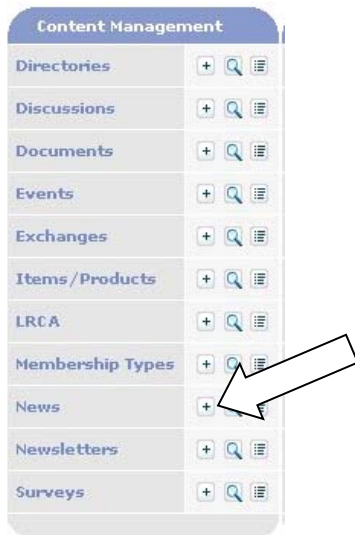 Content Management
Directories
Discussions
Documents
Events
Exchanges
Items/Products
LRCA
Membership Types
News
Newsletters
Surveys